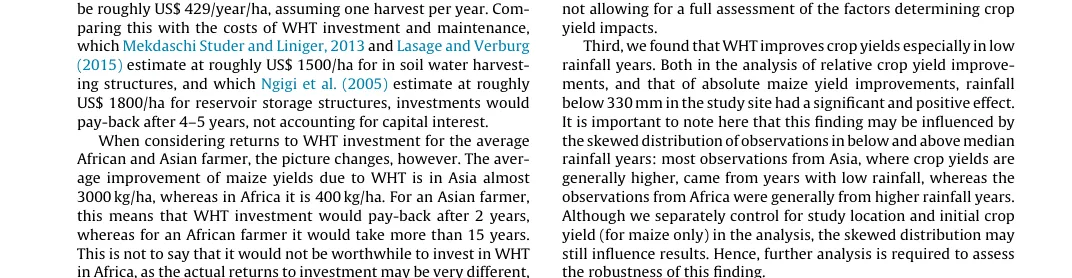 be roughly US$ 429/year/ha, assuming one harvest per year. Com-
paring this with the costs of WHT investment and maintenance,
which Mekdaschi Studer and Liniger, 2013 and Lasage and Verburg
(2015) estimate at roughly US$ 1500/ha for in soil water harvest-
ing structures, and which Ngigi et al. (2005) estimate at roughly
US$ 1800/ha for reservoir storage structures, investments would
pay-back after 4–5 years, not accounting for capital interest.
When considering returns to WHT investment for the average
African and Asian farmer, the picture changes, however. The aver-
age improvement of maize yields due to WHT is in Asia almost
3000 kg/ha, whereas in Africa it is 400 kg/ha. For an Asian farmer,
this means that WHT investment would pay-back after 2 years,
whereas for an African farmer it would take more than 15 years.
This is not to say that it would not be worthwhile to invest in WHT
in Africa, as the actual returns to investment may be very different,
not allowing for a full assessment of the factors determining crop
yield impacts.
Third, we found that WHT improves crop yields especially in low
rainfall years. Both in the analysis of relative crop yield improve-
ments, and that of absolute maize yield improvements, rainfall
below 330 mm in the study site had a significant and positive effect.
It is important to note here that this finding may be influenced by
the skewed distribution of observations in below and above median
rainfall years: most observations from Asia, where crop yields are
generally higher, came from years with low rainfall, whereas the
observations from Africa were generally from higher rainfall years.
Although we separately control for study location and initial crop
yield (for maize only) in the analysis, the skewed distribution may
still influence results. Hence, further analysis is required to assess
the robustness of this finding.